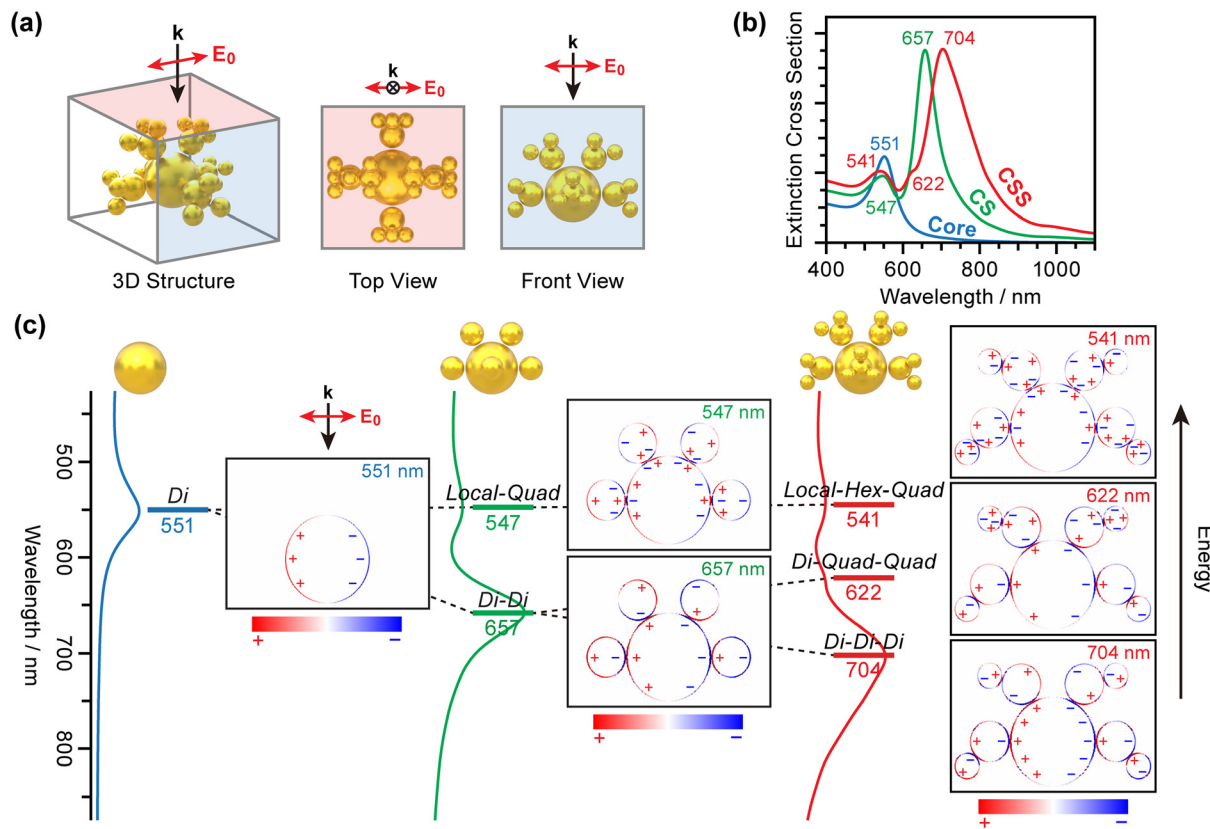 (a)
k
E0
k
E0
k
E0
3D Structure
Top View
Front View
(b)
Extinction Cross Section
657
704
551
541
622
547
CSS
CS
Core
400
600
800
1000
Wavelength / nm
(c)
Wavelength / nm
500
600
700
800
Di
551
k
E0
551 nm
+
−
Local-Quad
547
Di-Di
657
547 nm
657 nm
+
−
Local-Hex-Quad
541
Di-Quad-Quad
622
Di-Di-Di
704
541 nm
622 nm
704 nm
+
−
Energy